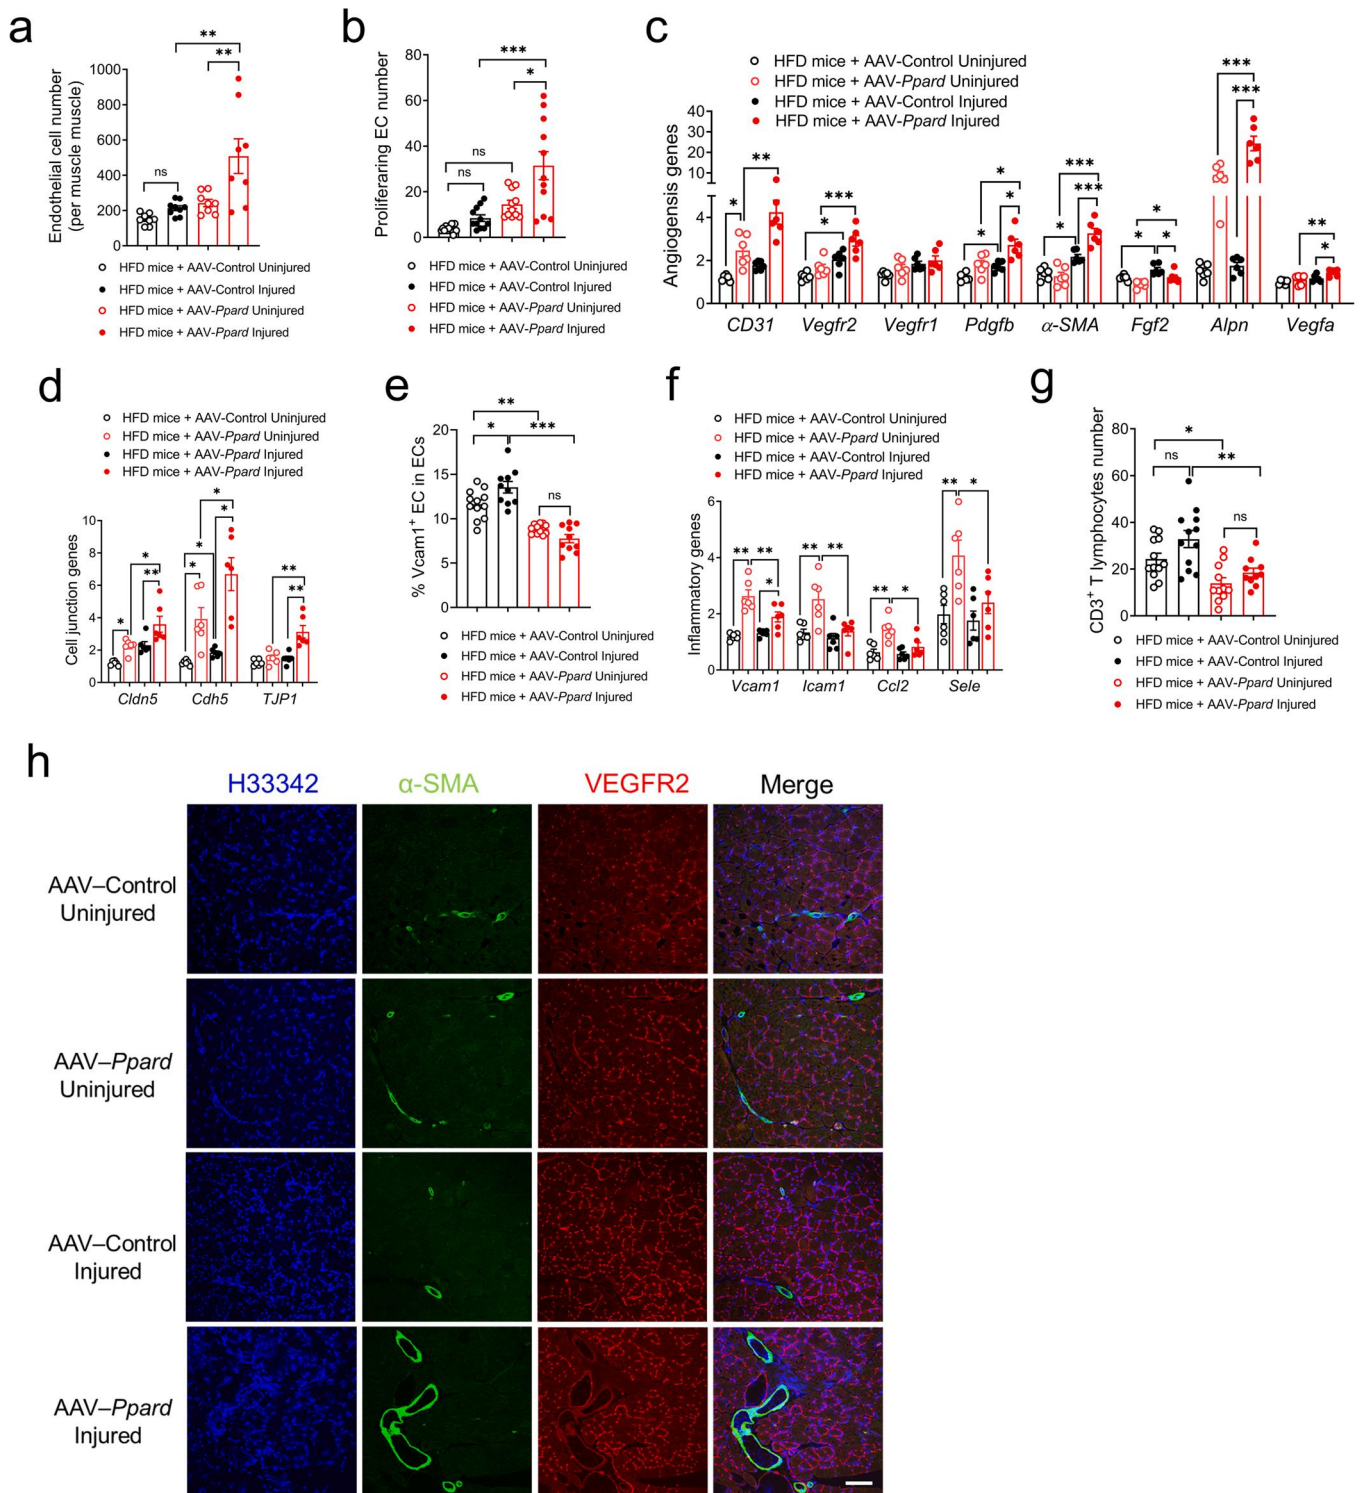 a
** 
**
ns
1000
800
600
400
200
0
Endothelial cell number
(per muscle muscle)
HFD mice + AAV-Control Uninjured
HFD mice + AAV-Control Injured
HFD mice + AAV-Ppard Uninjured
HFD mice + AAV-Ppard Injured
b
***
*
ns
ns
80
60
40
20
0
Proliferaring EC number
HFD mice + AAV-Control Uninjured
HFD mice + AAV-Control Injured
HFD mice + AAV-Ppard Uninjured
HFD mice + AAV-Ppard Injured
c
HFD mice + AAV-Control Uninjured
HFD mice + AAV-Ppard Uninjured
HFD mice + AAV-Control Injured
HFD mice + AAV-Ppard Injured
40
30
20
10
4
2
0
Angiogensis genes
* **
* ***
* * *
* *** ***
* * *
*** ***
** *
CD31 Vegfr2 Vegfr1 Pdgfb α-SMA Fgf2 Alpn Vegfa
d
HFD mice + AAV-Control Uninjured
HFD mice + AAV-Ppard Uninjured
HFD mice + AAV-Ppard Injured
HFD mice + AAV-Ppard Injured
10
8
6
4
2
0
Cell junction genes
* * **
* * * *
** **
Cldn5 Cdh5 TJP1
e
**
* ***
ns
20
15
10
5
0
% Vcam1+ EC in ECs
HFD mice + AAV-Control Uninjured
HFD mice + AAV-Control Injured
HFD mice + AAV-Ppard Uninjured
HFD mice + AAV-Ppard Injured
f
HFD mice + AAV-Control Uninjured
HFD mice + AAV-Ppard Uninjured
HFD mice + AAV-Control Injured
HFD mice + AAV-Ppard Injured
6
4
2
0
Inflammatory genes
** ** *
** **
** *
** *
Vcam1 Icam1 Ccl2 Sele
g
*
ns **
ns
80
60
40
20
0
CD3+ T lymphocytes number
HFD mice + AAV-Control Uninjured
HFD mice + AAV-Control Injured
HFD mice + AAV-Ppard Uninjured
HFD mice + AAV-Ppard Injured
h
H33342 α-SMA VEGFR2 Merge
AAV–Control
Uninjured
AAV–Ppard
Uninjured
AAV–Control
Injured
AAV–Ppard
Injured